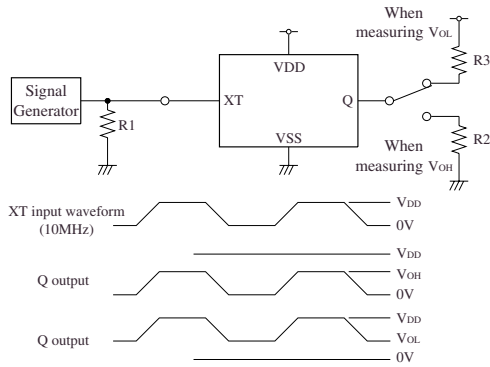 When
measuring VOL
R3
VDD
Signal
Generator
XT
Q
R1
R2
VSS
When
measuring VOH
XT input waveform
(10MHz)
VDD
0V
VDD
Q output
VOH
0V
Q output
VDD
VOL
0V